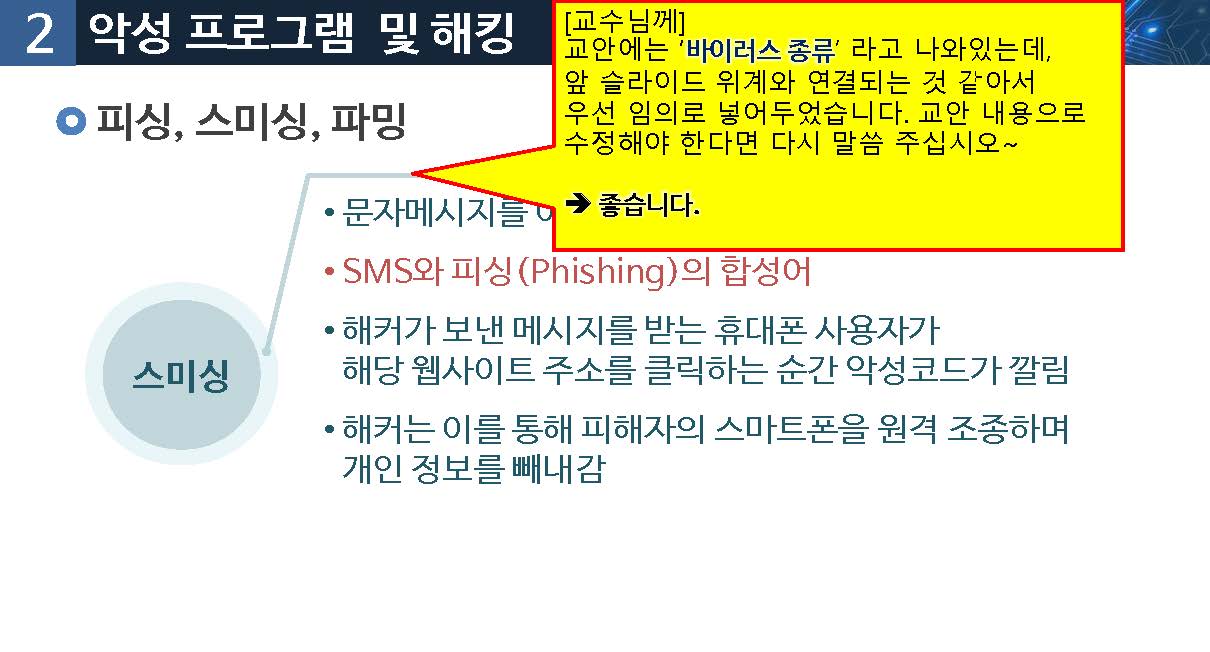 2 악성 프로그램 및 해킹
[교수님께]
교안에는 '바이러스 종류' 라고 나와있는데,
앞 슬라이드 위계와 연결되는 것 같아서
우선 임의로 넣어두었습니다. 교안 내용으로
수정해야 한다면 다시 말씀 주십시오~
➔ 좋습니다.
피싱, 스미싱, 파밍
스미싱
• 문자메시지를
• SMS와 피싱(Phishing)의 합성어
• 해커가 보낸 메시지를 받는 휴대폰 사용자가
해당 웹사이트 주소를 클릭하는 순간 악성코드가 깔림
• 해커는 이를 통해 피해자의 스마트폰을 원격 조종하며
개인 정보를 빼내감